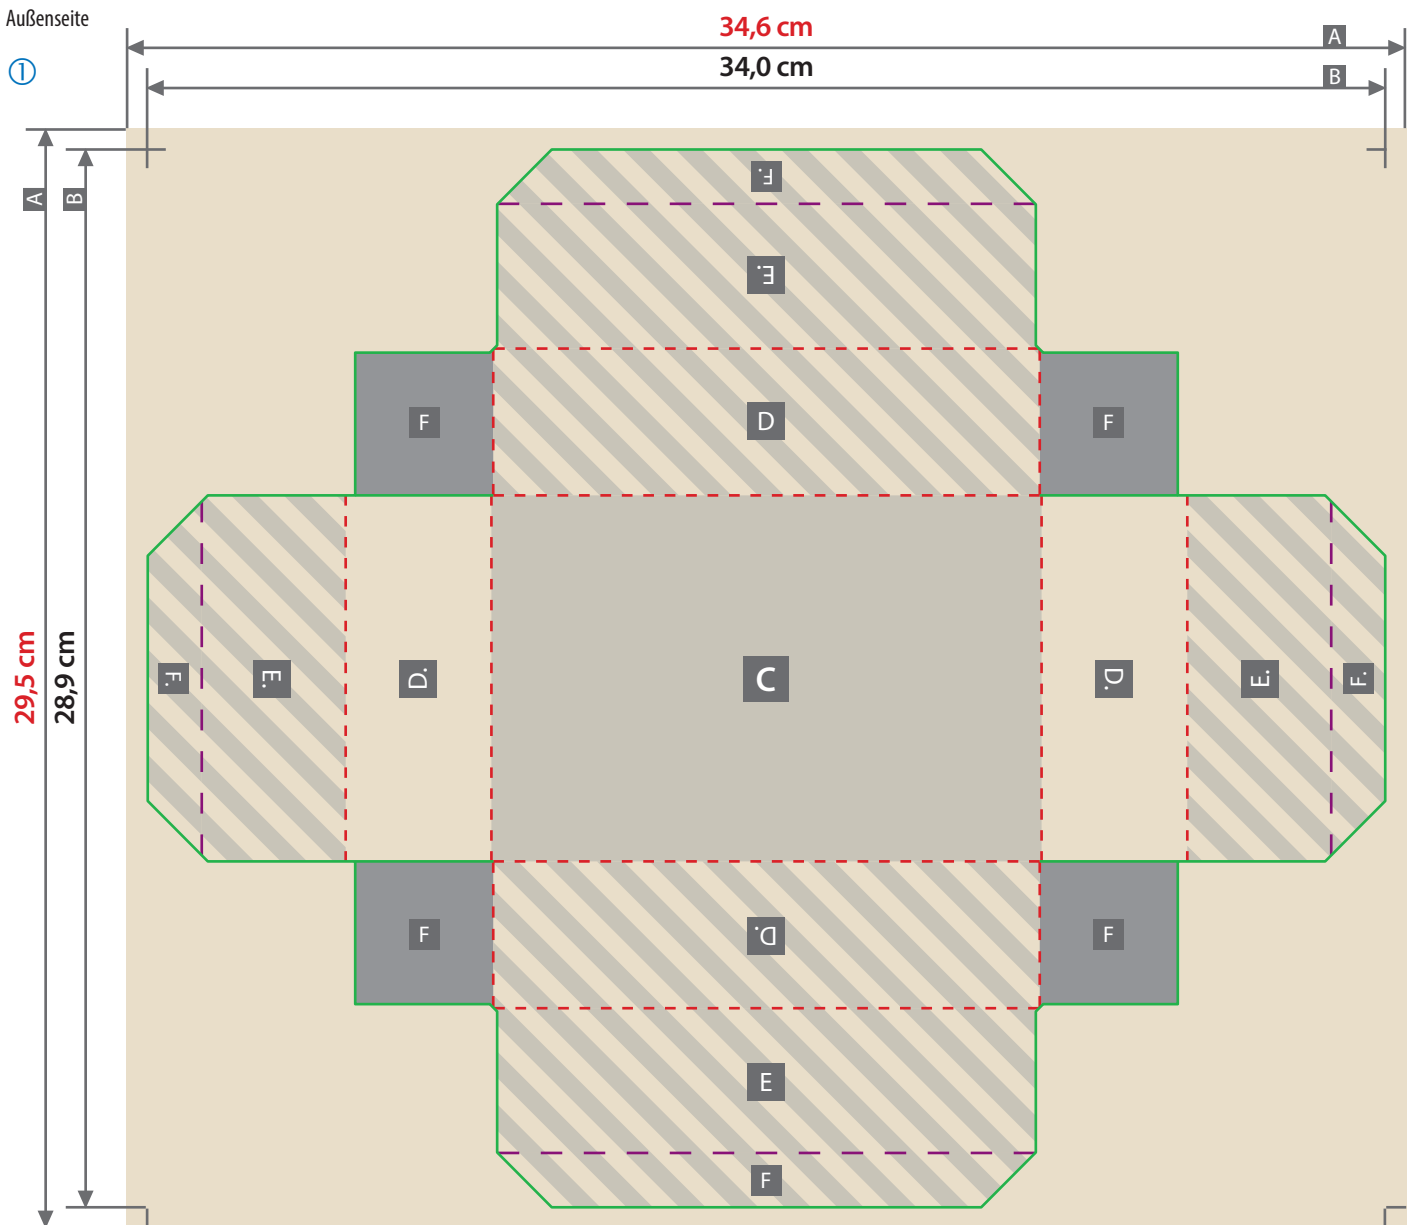 Außenseite
34,6 cm
A
①
34,0 cm
B
A
B
F.
E.
F
D
F
29,5 cm
28,9 cm
F.
E.
D.
C
D.
E.
F.
F
D.
F
E
F